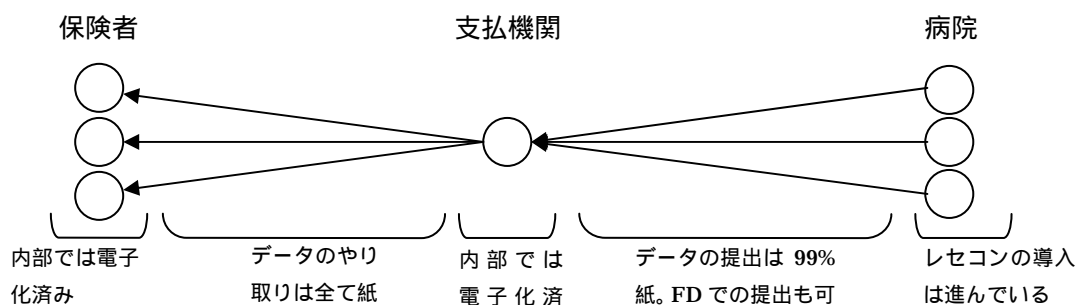 保険者
支払機関
病院
内部では電子
化済み
データのやり
取りは全て紙
内部では
電子化済
データの提出は 99%
紙。FD での提出も可
レセコンの導入
は進んでいる